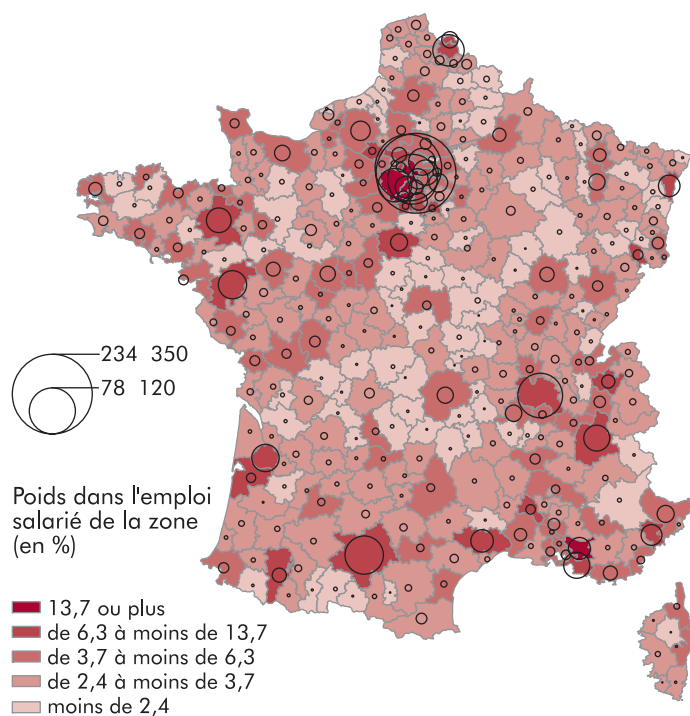 234 350
78 120
Poids dans l'emploi
salarié de la zone
(en %)
13,7 ou plus
de 6,3 à moins de 13,7
de 3,7 à moins de 6,3
de 2,4 à moins de 3,7
moins de 2,4